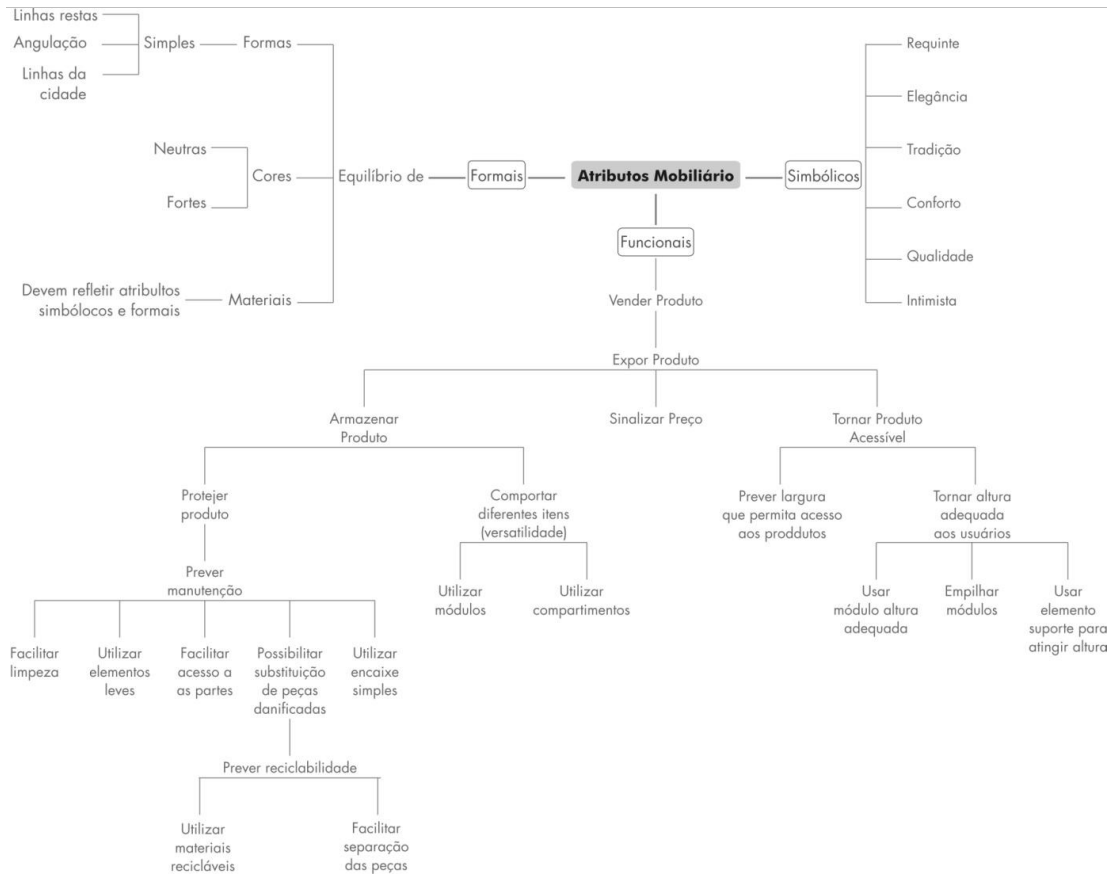 Linhas restas
Angulação
Linhas da
cidade
Simples
Formas
Neutras
Fortes
Cores
Equilíbrio de
Devem refletir atribultos
simbólocos e formais
Materiais
Formais
Atributos Mobiliário
Simbólicos
Requinte
Elegância
Tradição
Conforto
Qualidade
Intimista
Funcionais
Vender Produto
Expor Produto
Armazenar
Produto
Sinalizar Preço
Tornar Produto
Acessível
Protejer
produto
Comportar
diferentes itens
(versatilidade)
Prever largura
que permita acesso
aos proddutos
Tornar altura
adequada
aos usuários
Prever
manutenção
Utilizar
módulos
Utilizar
compartimentos
Usar
módulo altura
adequada
Empilhar
módulos
Usar
elemento
suporte para
atingir altura
Facilitar
limpeza
Utilizar
elementos
leves
Facilitar
acesso a
as partes
Possibilitar
substituição
de peças
danificadas
Utilizar
encaixe
simples
Prever reciclabilidade
Utilizar
materiais
recicláveis
Facilitar
separação
das peças